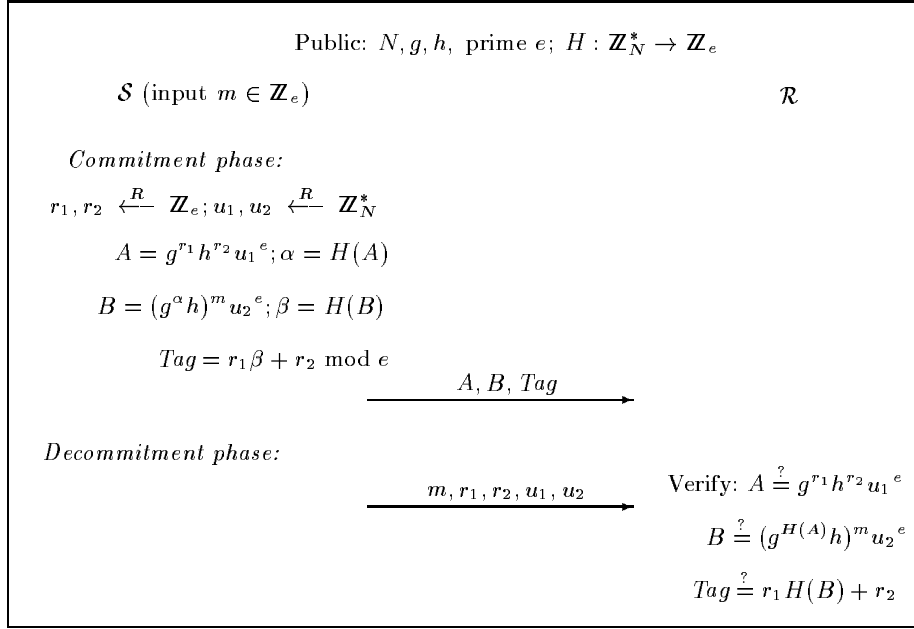 Public: N, g, h, prime e; H : ℤ*_N → ℤ_e
𝒮 (input m ∈ ℤ_e) ℛ
Commitment phase:
r₁, r₂ ←^R ℤ_e; u₁, u₂ ←^R ℤ*_N
A = g^{r₁} h^{r₂} u₁^e; α = H(A)
B = (g^α h)^m u₂^e; β = H(B)
Tag = r₁β + r₂ mod e
A, B, Tag
Decommitment phase:
m, r₁, r₂, u₁, u₂
Verify: A ≟ g^{r₁} h^{r₂} u₁^e
B ≟ (g^{H(A)} h)^m u₂^e
Tag ≟ r₁H(B) + r₂